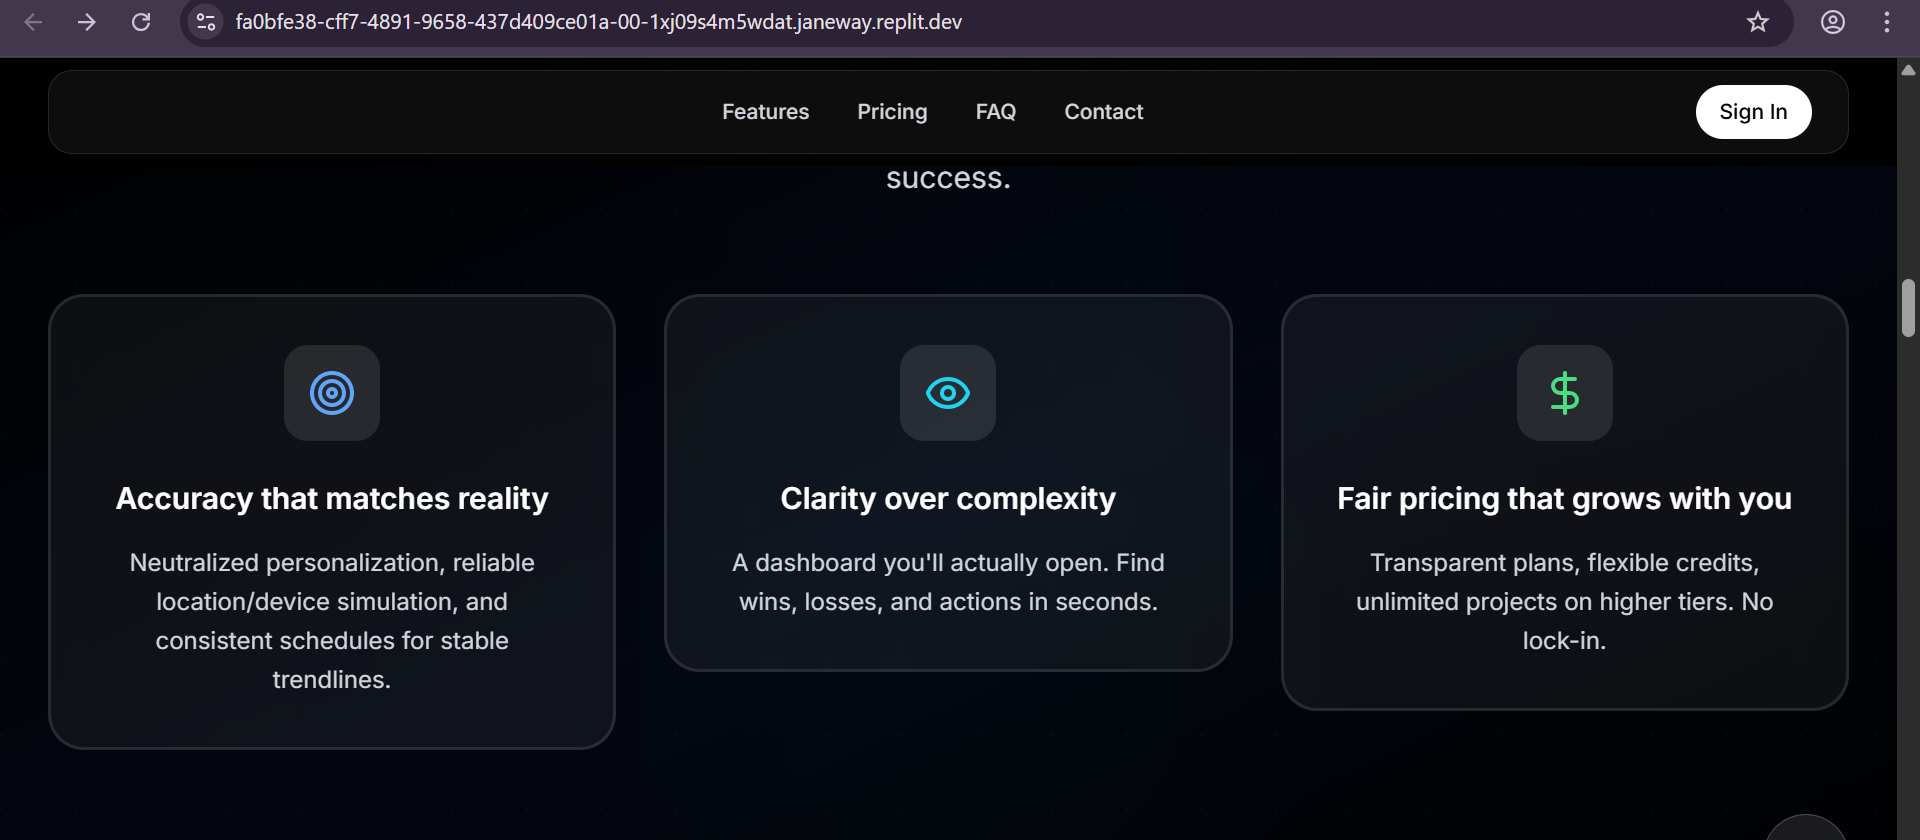 fa0bfe38-cff7-4891-9658-437d409ce01a-00-1xj09s4m5wdat.janeway.replit.dev
Features Pricing FAQ Contact Sign In
success.
Accuracy that matches reality
Neutralized personalization, reliable
location/device simulation, and
consistent schedules for stable
trendlines.
Clarity over complexity
A dashboard you'll actually open. Find
wins, losses, and actions in seconds.
Fair pricing that grows with you
Transparent plans, flexible credits,
unlimited projects on higher tiers. No
lock-in.